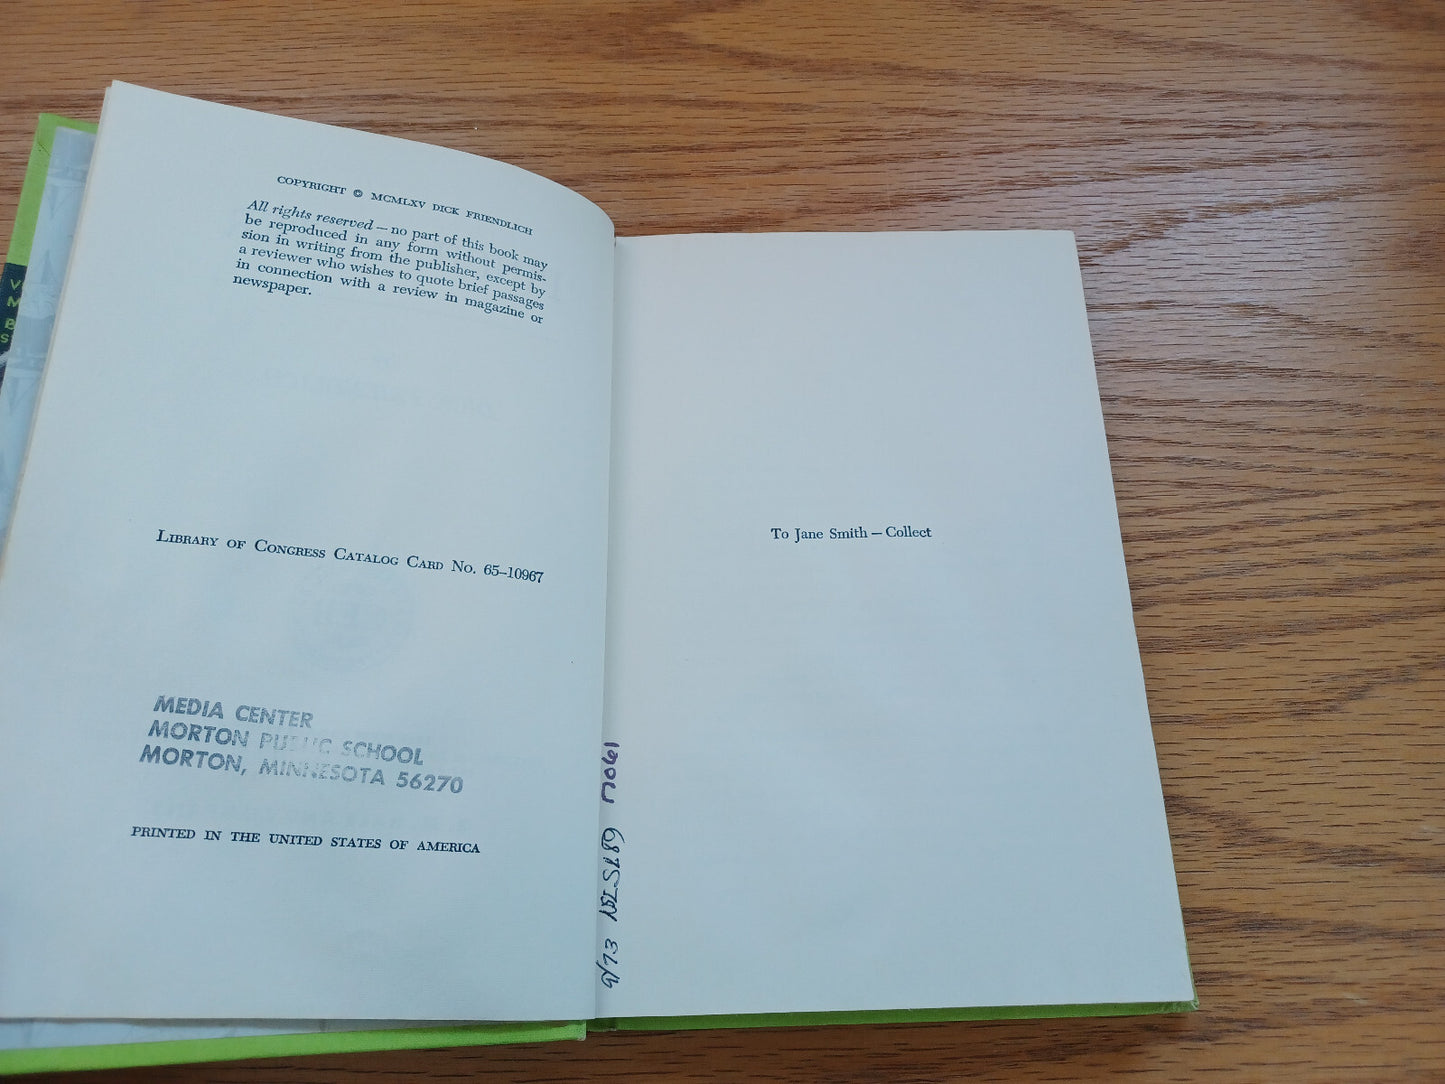 COPYRIGHT © MCMLXV DICK FRIENDLICH
All rights reserved — no part of this book may
be reproduced in any form without permis-
sion in writing from the publisher, except by
a reviewer who wishes to quote brief passages
in connection with a review in magazine or
newspaper.
LIBRARY OF CONGRESS CATALOG CARD NO. 65-10967
MEDIA CENTER
MORTON PUBLIC SCHOOL
MORTON, MINNESOTA 56270
PRINTED IN THE UNITED STATES OF AMERICA
To Jane Smith — Collect